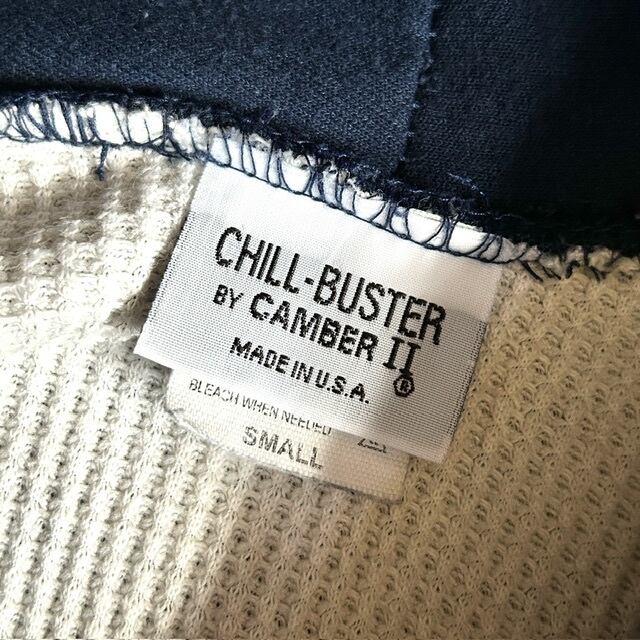 CHILL-BUSTER
BY CAMBER II ®
MADE IN U.S.A.
BLEACH WHEN NEEDED
SMALL